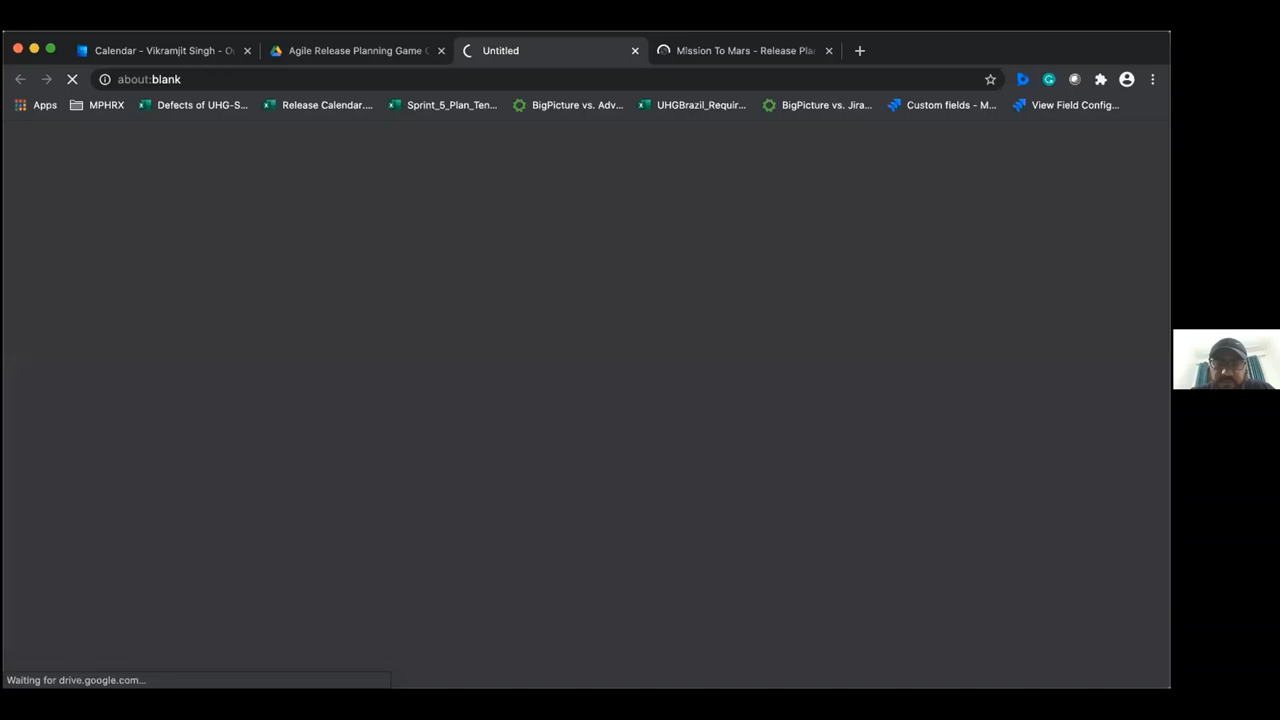 Calendar - Vikramjit Singh - O
Agile Release Planning Game
Untitled
Mission To Mars - Release Pla
about:blank
Apps
MPHRX
Defects of UHG-S...
Release Calendar....
Sprint_5_Plan_Ten...
BigPicture vs. Adv...
UHGBrazil_Requir...
BigPicture vs. Jira...
Custom fields - M...
View Field Config...
Waiting for drive.google.com...